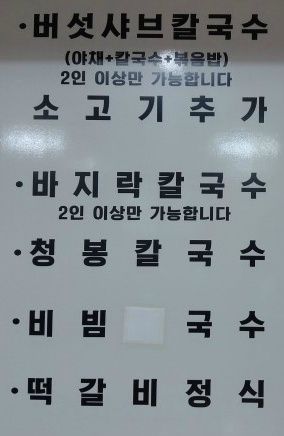 ·버섯샤브칼국수
(야채+칼국수+볶음밥)
2인 이상만 가능합니다
소고기추가
·바지락칼국수
2인 이상만 가능합니다
·청봉칼국수
·비빔 국수
·떡갈비정식